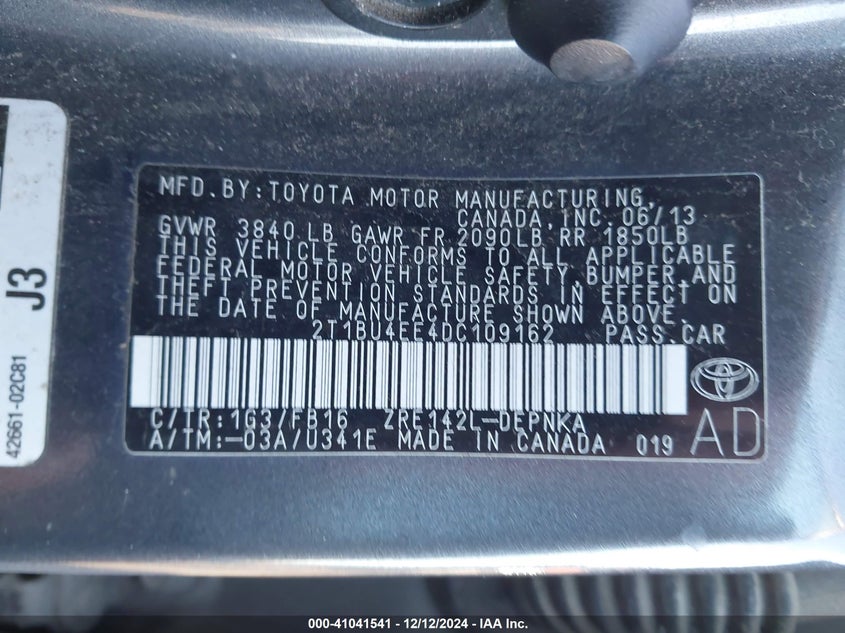 MFD.BY:TOYOTA MOTOR MANUFACTURING,
CANADA,INC.06/13
GVWR 3840 LB GAWR FR 2090LB RR 1850LB
THIS VEHICLE CONFORMS TO ALL APPLICABLE
FEDERAL MOTOR VEHICLE SAFETY,BUMPER,AND
THEFT PREVENTION STANDARDS IN EFFECT ON
THE DATE OF MANUFACTURE SHOWN ABOVE.
2T1BU4EE4DC109162 PASS.CAR
C/TR:1G3/FB16 ZRE142L-DEPNKA
A/TM:-03A/U341E MADE IN CANADA 019
AD
J3
42661-02C81
000-41041541 - 12/12/2024 - IAA Inc.